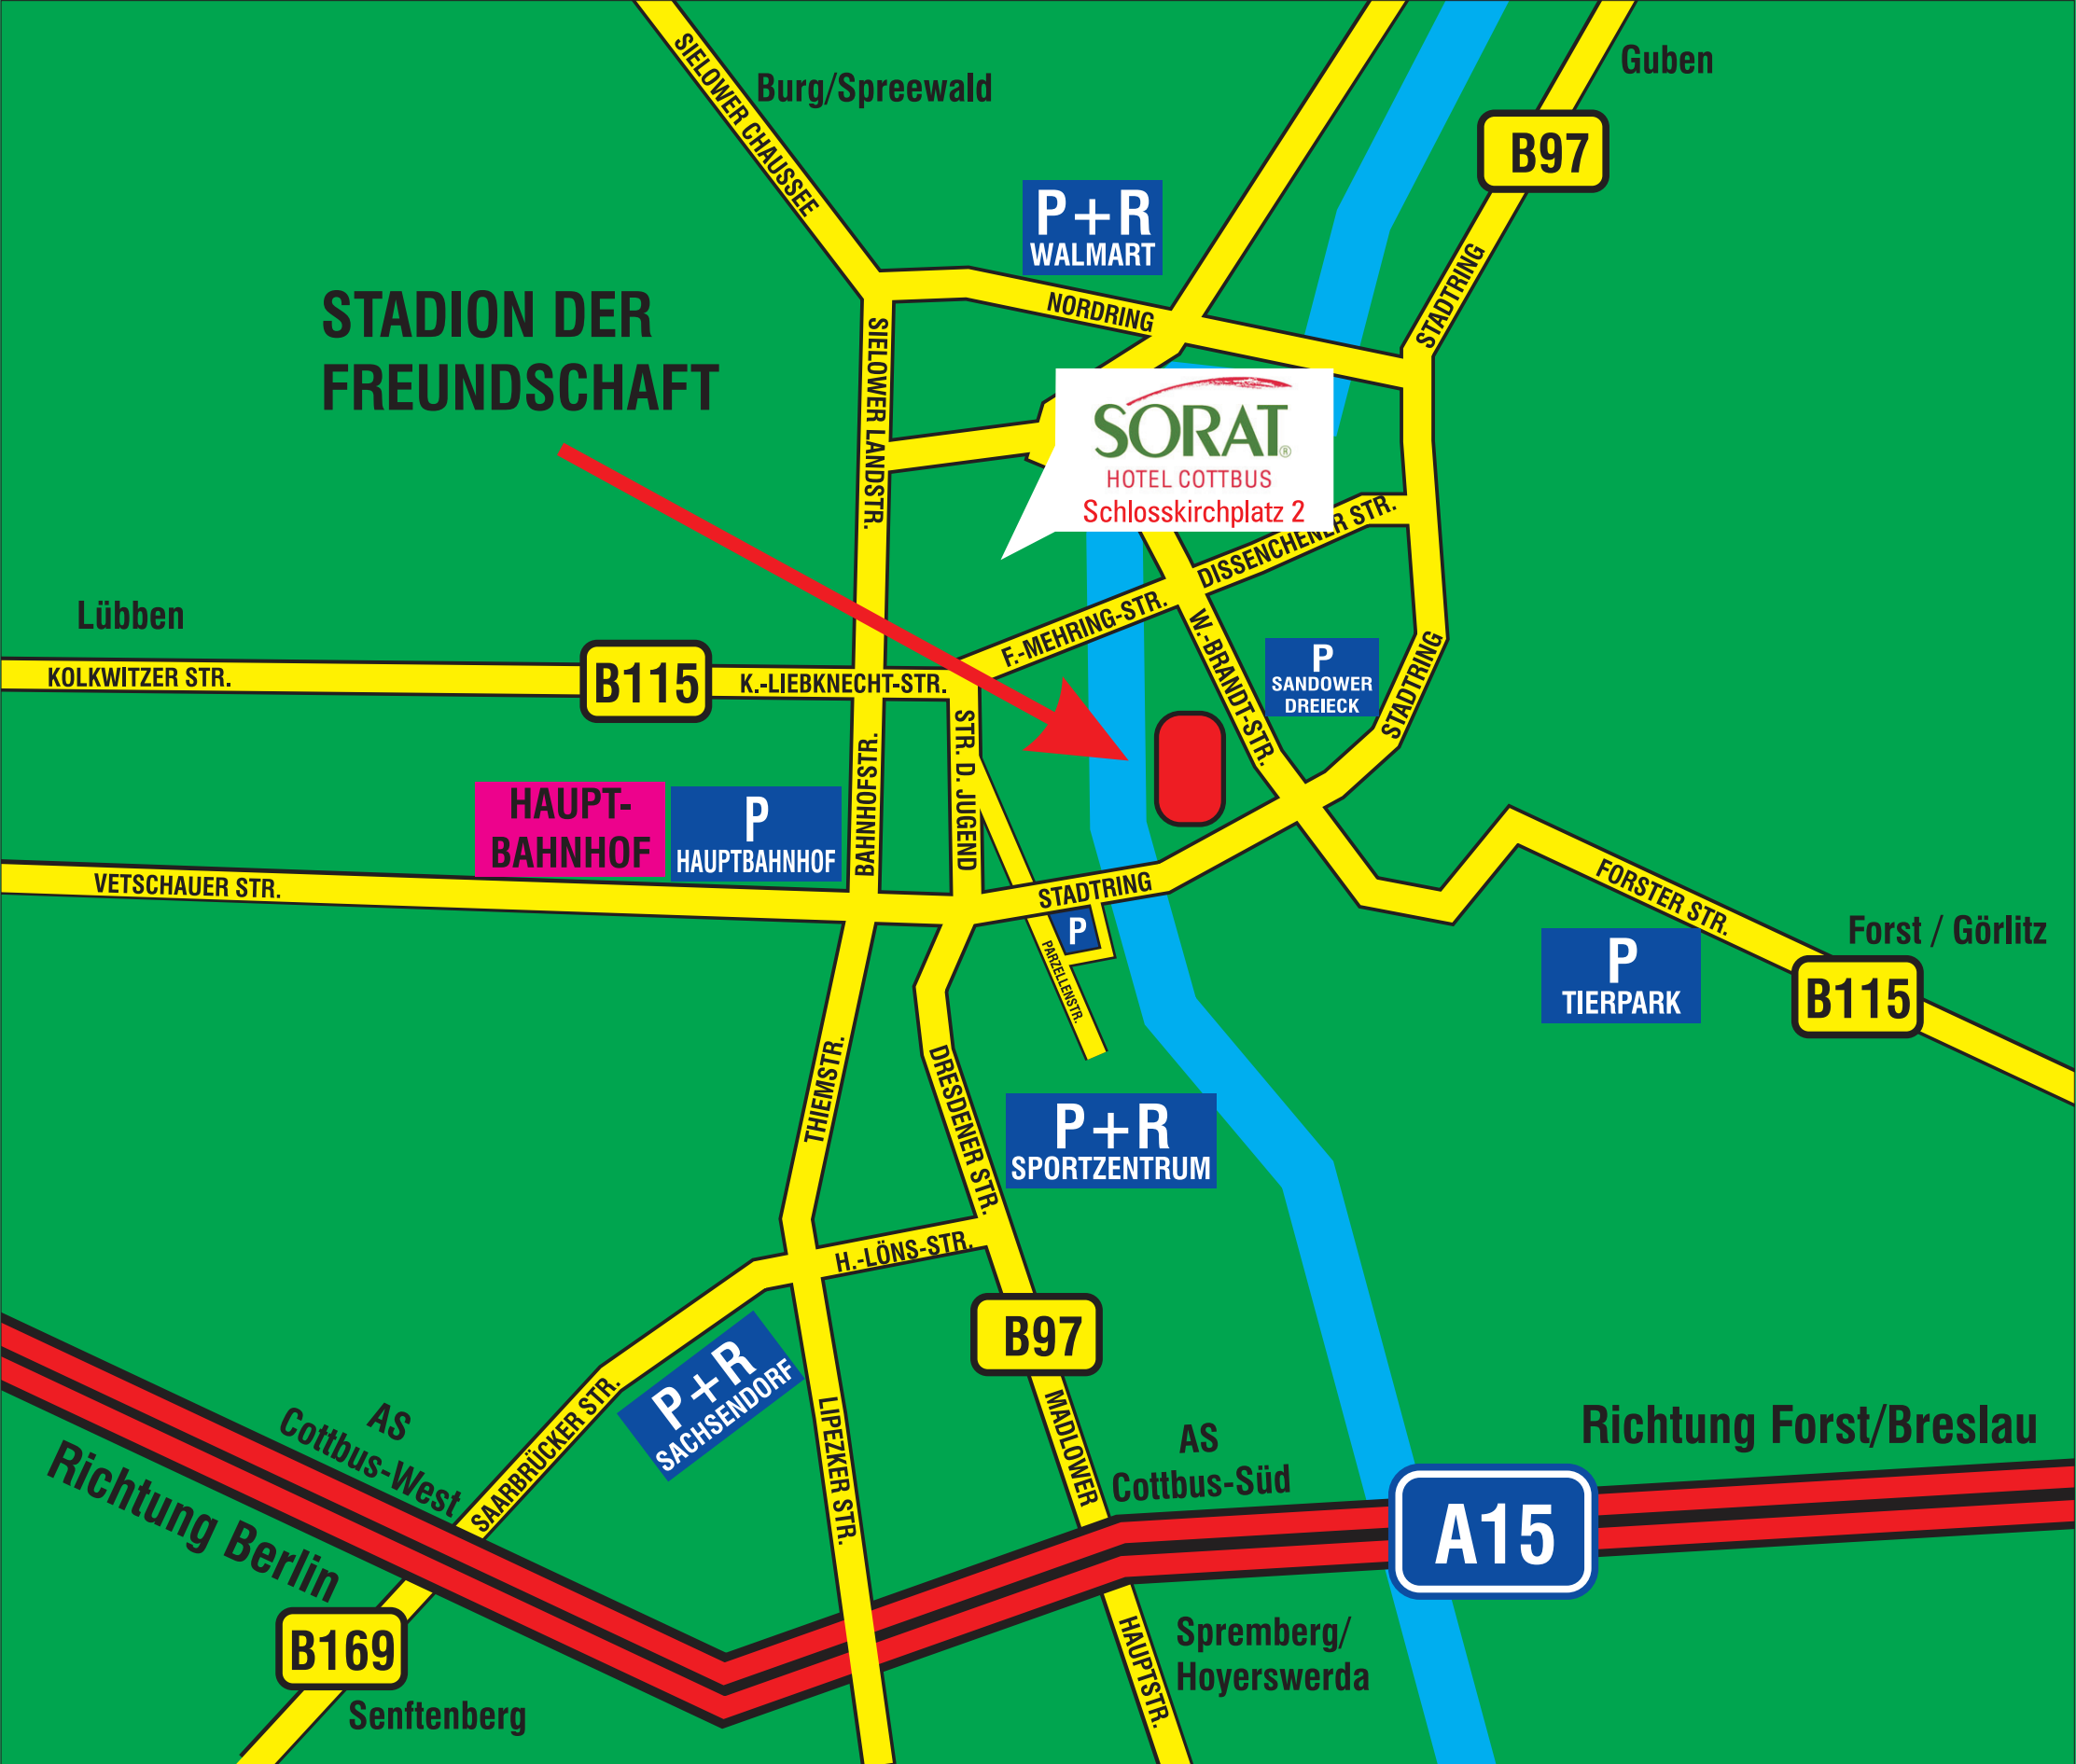 SIELOWER CHAUSSEE
Burg/Spreewald
Guben
B97
P+R
WALMART
STADTRING
NORDRING
STADION DER
FREUNDSCHAFT
SIELOWER LANDSTR.
SORAT®
HOTEL COTTBUS
Schlosskirchplatz 2
DISSENCHENER STR.
F.-MEHRING-STR.
Lübben
KOLKWITZER STR.
B115
K.-LIEBKNECHT-STR.
W.-BRANDT-STR.
P
SANDOWER
DREIECK
STADTRING
STR. D. JUGEND
BAHNHOFSTR.
HAUPT-
BAHNHOF
P
HAUPTBAHNHOF
VETSCHAUER STR.
STADTRING
P
PARZELLENSTR.
FORSTER STR.
Forst / Görlitz
B115
P
TIERPARK
THIEMSTR.
DRESDENER STR.
P+R
SPORTZENTRUM
H.-LÖNS-STR.
B97
P+R
SACHSENDORF
SAARBRÜCKER STR.
LIPEZKER STR.
MADLOWER
AS
Cottbus-West
Richtung Berlin
AS
Cottbus-Süd
Richtung Forst/Breslau
A15
B169
Senftenberg
HAUPTSTR.
Spremberg/
Hoyerswerda